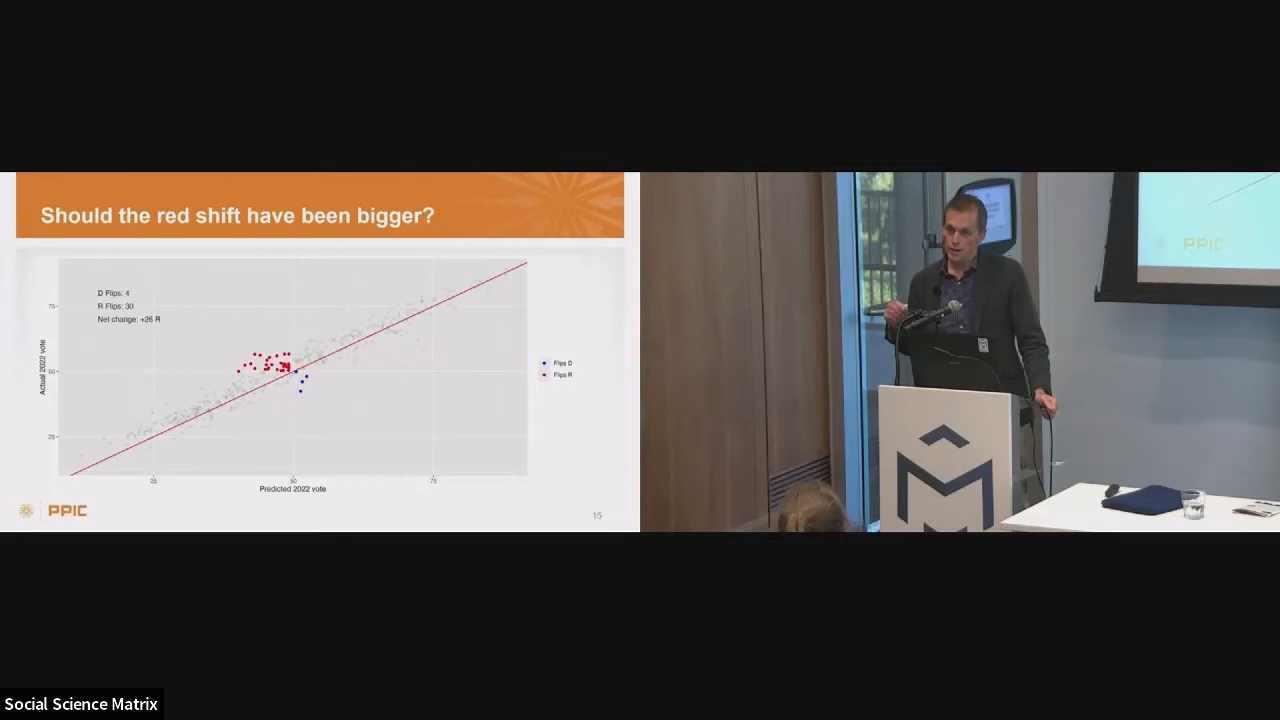 Should the red shift have been bigger?
D Flips: 4
R Flips: 30
Net change: +26 R
75
50
25
Actual 2022 vote
25
50
75
Predicted 2022 vote
Flips D
Flips R
PPIC
15
PPIC
Social Science Matrix